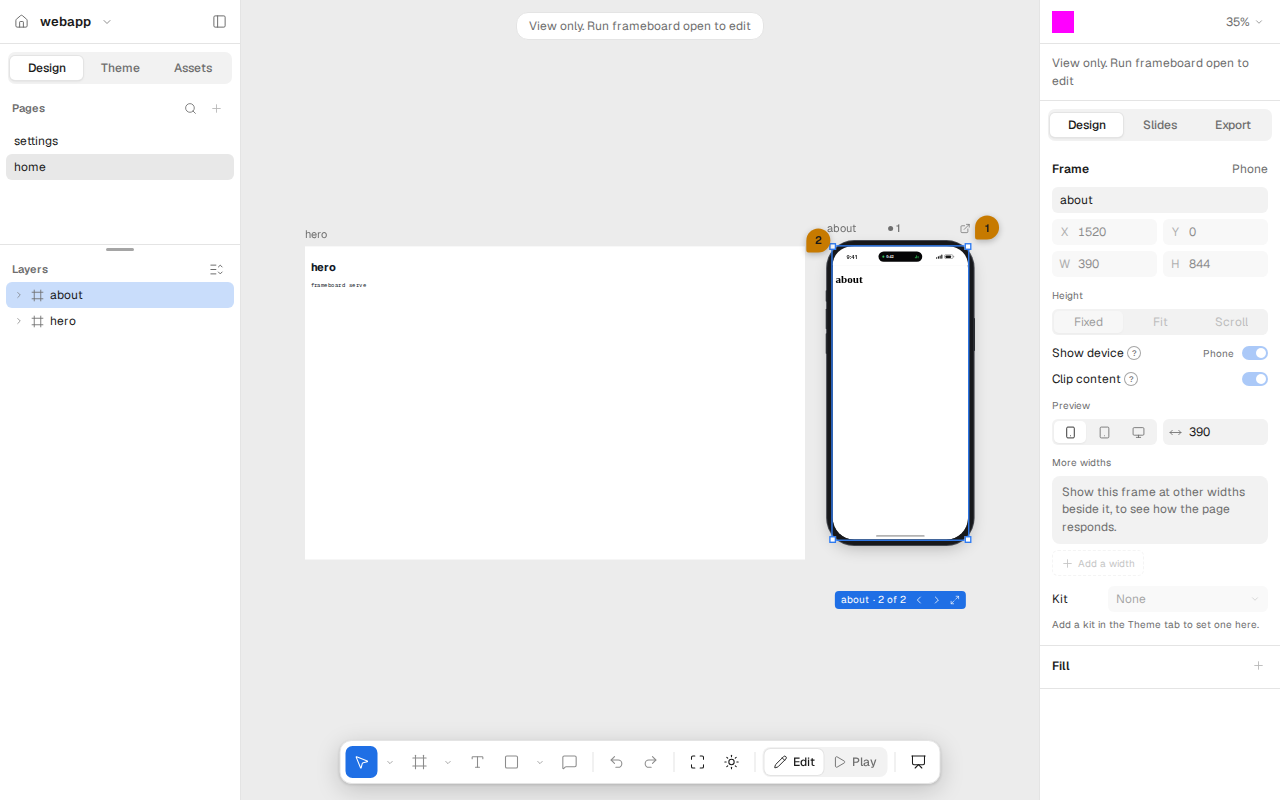 webapp
Design
Theme
Assets
Pages
settings
home
Layers
about
hero
View only. Run frameboard open to edit
hero
hero
frameboard serve
about
1
1
2
9:41
about
about - 2 of 2
Edit
Play
35%
View only. Run frameboard open to
edit
Design
Slides
Export
Frame
Phone
about
X 1520
Y 0
W 390
H 844
Height
Fixed
Fit
Scroll
Show device ?
Phone
Clip content ?
Preview
390
More widths
Show this frame at other widths
beside it, to see how the page
responds.
Add a width
Kit
None
Add a kit in the Theme tab to set one here.
Fill